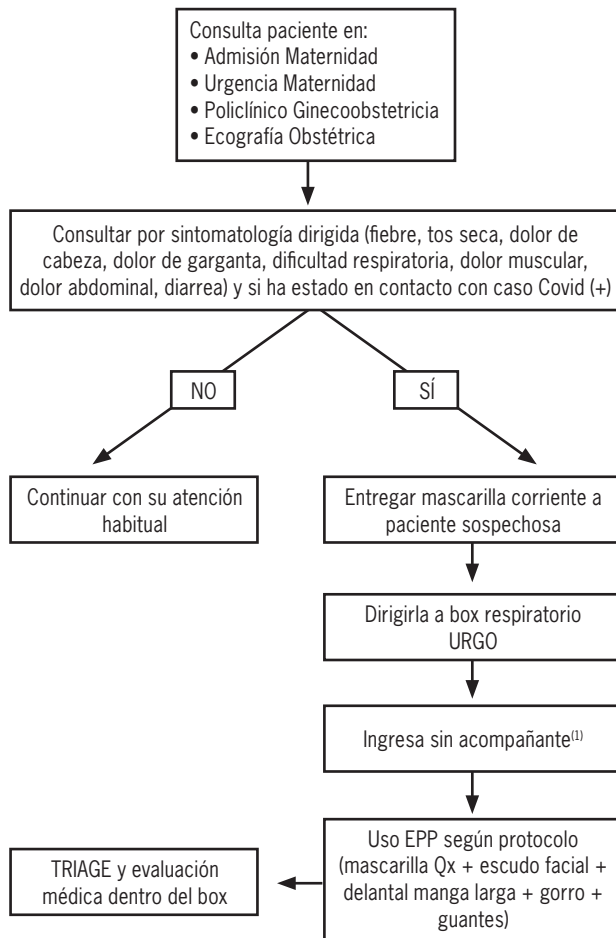 Consulta paciente en:
• Admisión Maternidad
• Urgencia Maternidad
• Policlínico Ginecoobstetricia
• Ecografía Obstétrica
Consultar por sintomatología dirigida (fiebre, tos seca, dolor de
cabeza, dolor de garganta, dificultad respiratoria, dolor muscular,
dolor abdominal, diarrea) y si ha estado en contacto con caso Covid (+)
NO
SÍ
Continuar con su atención
habitual
Entregar mascarilla corriente a
paciente sospechosa
Dirigirla a box respiratorio
URGO
Ingresa sin acompañante(1)
Uso EPP según protocolo
(mascarilla Qx + escudo facial +
delantal manga larga + gorro +
guantes)
TRIAGE y evaluación
médica dentro del box